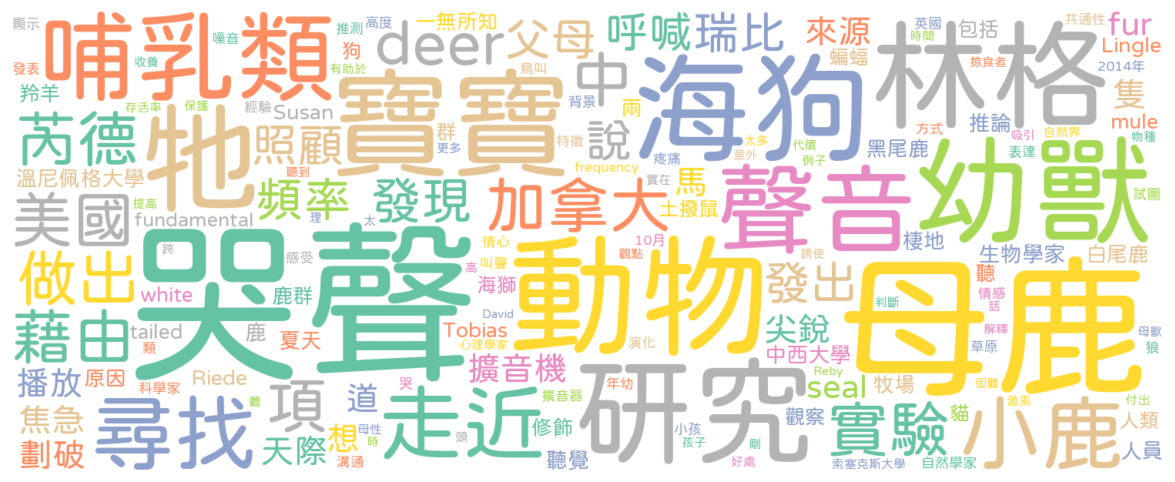 顯示
哺乳類
噪音
推測
高度
一無所知
呼喊
瑞比
來源
英國
時間
包括
共通性
fur
狗
deer
父母
中
海狗
蝙蝠
林格
Lingle
發表
收養
有助於
鳥叫
掠食者
2014年
羚羊
存活率
保護
經驗
Susan
寶寶
背景
兩
隻
mule
芮德
牠
照顧
群
更多
特徵
說
太多
代價
例子
意外
推論
方式
吸引
自然界
表達
物種
黑尾鹿
溫尼佩格大學
聽到
frequency
疼痛
實在
馬
土撥鼠
聲音
幼獸
試圖
美國
提高
fundamental
理
頻率
太
發現
加拿大
10月
觀點
誘使
棲地
生物學家
白尾鹿
跨
哭聲
情心
叫聲
感受
高
動物
發出
母鹿
聽
情感
話
做出
white
鹿群
海獅
David
判斷
解釋
母獸
狼
藉由
tailed
鹿
類
夏天
Tobias
心理學家
演化
尖銳
中西大學
草原
Reby
播放
原因
科學家
Riede
哭
擴音機
擴音器
年幼
研究
seal
牧場
個體
激素
付出
焦急
尋找
項
體
道
母性
時
走近
修飾
小孩
孩子
剛
觀察
實驗
貓
小鹿
人類
劃破
天際
想
溝通
頭
聽覺
好處
索塞克斯大學
自然學家
人員